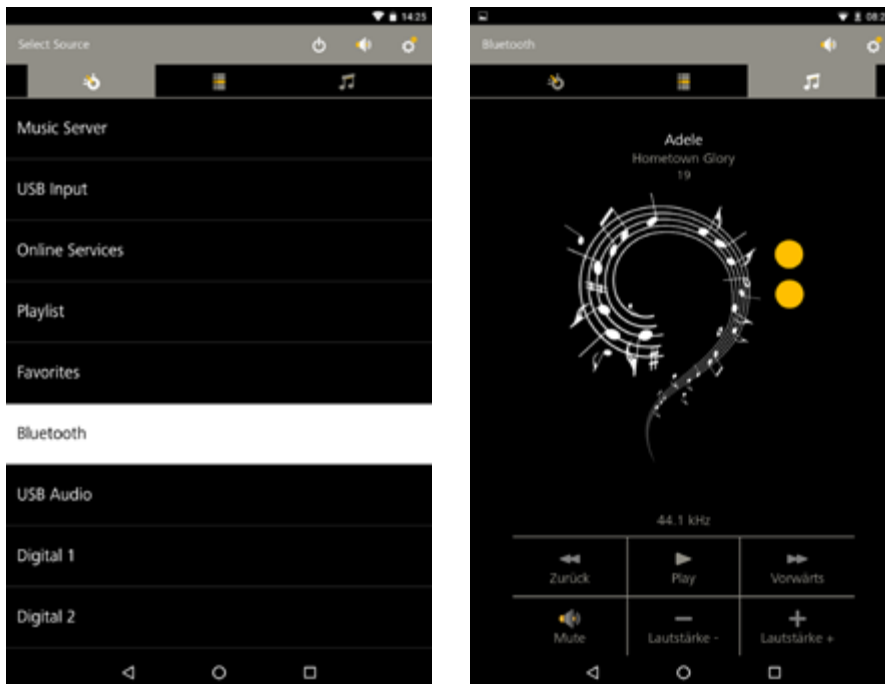 14:25
Select Source
Music Server
USB Input
Online Services
Playlist
Favorites
Bluetooth
USB Audio
Digital 1
Digital 2
Bluetooth
Adele
Hometown Glory
19
44.1 kHz
Zurück
Play
Vorwärts
Mute
Lautstärke -
Lautstärke +